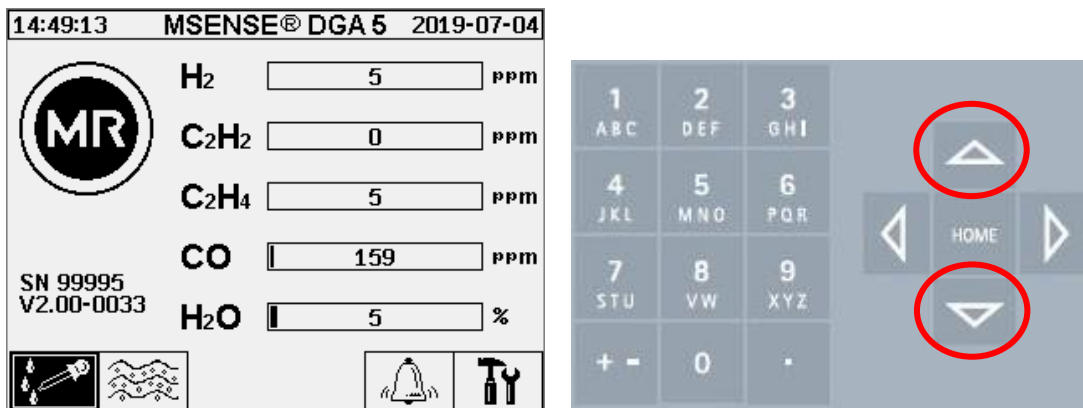 14:49:13 MSENSE® DGA 5 2019-07-04
MR
H2 5 ppm
C2H2 0 ppm
C2H4 5 ppm
CO 159 ppm
H2O 5 %
SN 99995
V2.00-0033
1 2 3
ABC DEF GHI
4 5 6
JKL MNO PQR
HOME
7 8 9
STU VW XYZ
+ - 0 .